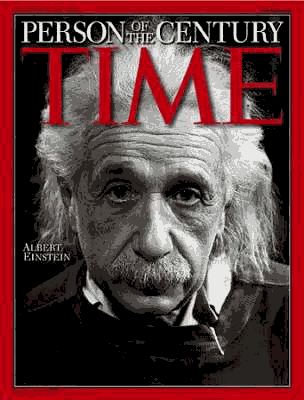 PERSON OF THE CENTURY
TIME
ALBERT
EINSTEIN